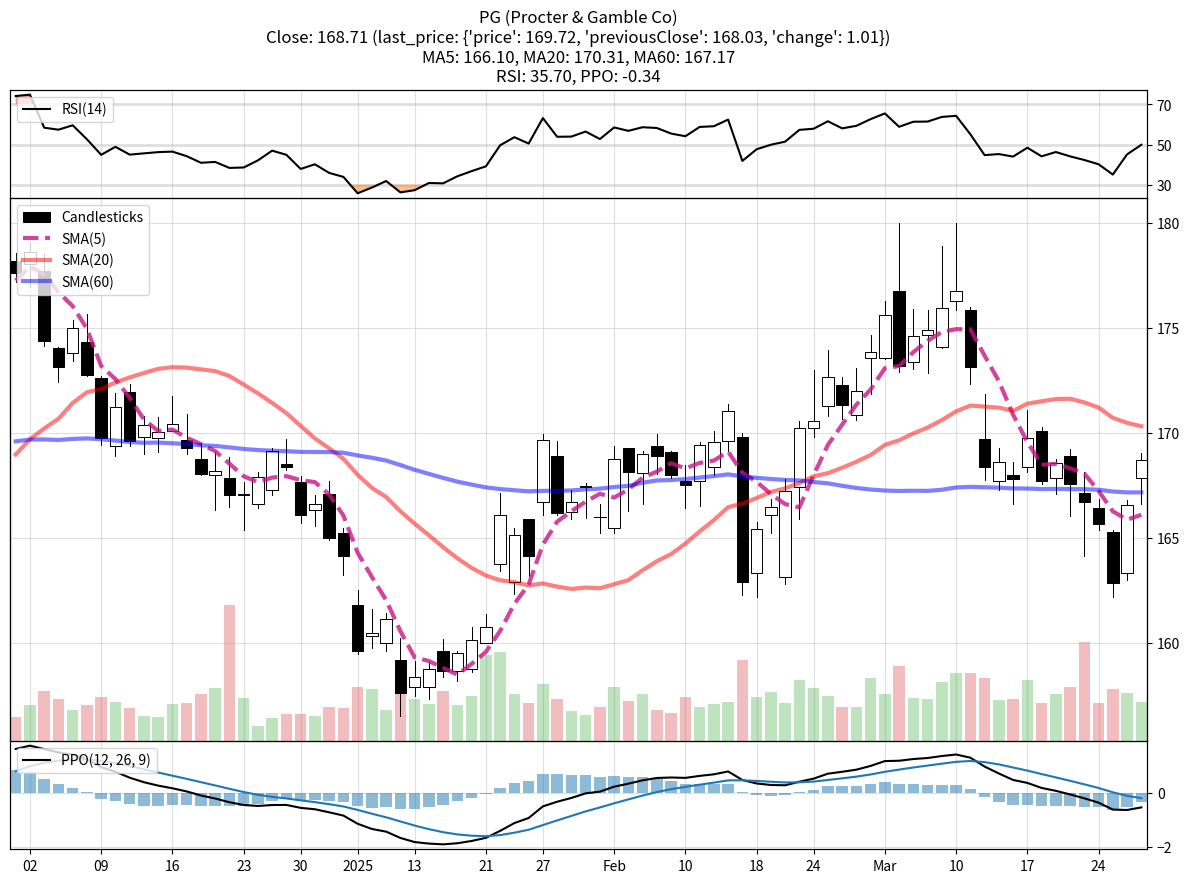 PG (Procter & Gamble Co)
Close: 168.71 (last_price: {'price': 169.72, 'previousClose': 168.03, 'change': 1.01})
MA5: 166.10, MA20: 170.31, MA60: 167.17
RSI: 35.70, PPO: -0.34
RSI(14)
70
50
30
Candlesticks
SMA(5)
SMA(20)
SMA(60)
180
175
170
165
160
PPO(12, 26, 9)
0
−2
02 09 16 23 30 2025 13 21 27 Feb 10 18 24 Mar 10 17 24